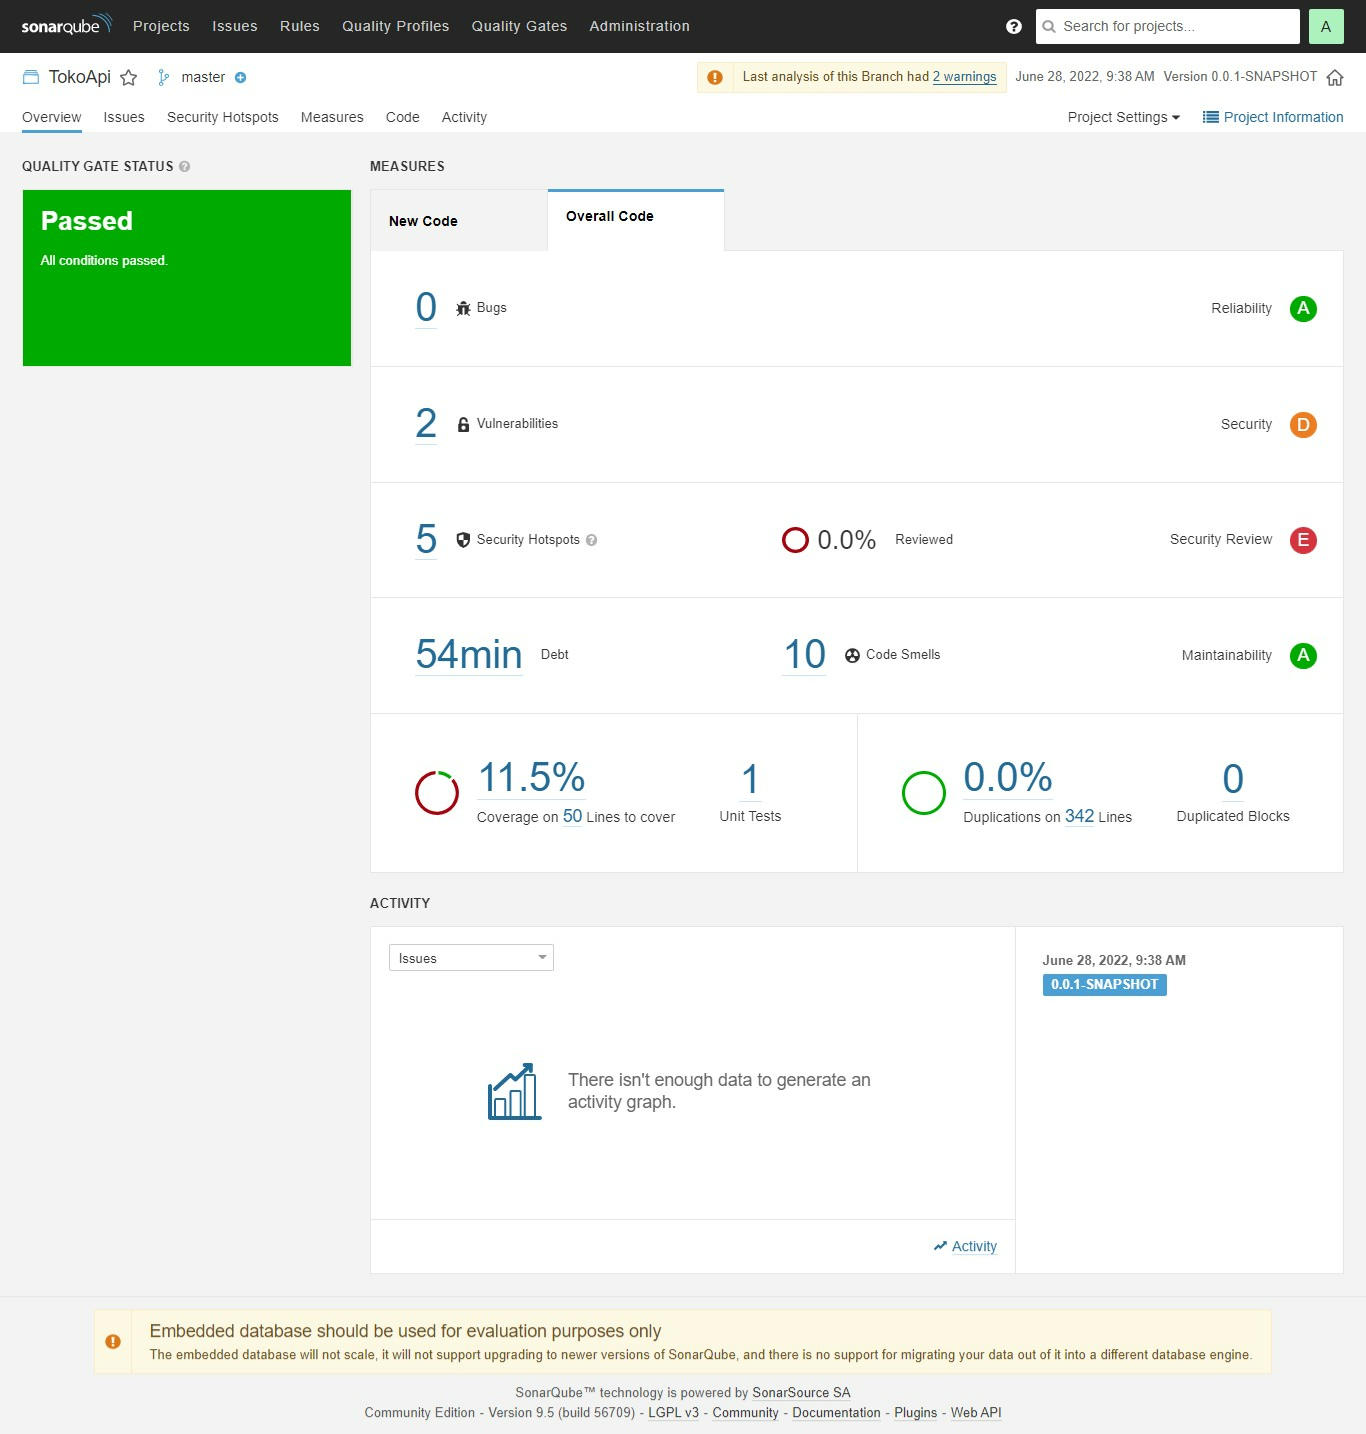 sonarqube Projects Issues Rules Quality Profiles Quality Gates Administration ? Search for projects... A
TokoApi master Last analysis of this Branch had 2 warnings June 28, 2022, 9:38 AM Version 0.0.1-SNAPSHOT
Overview Issues Security Hotspots Measures Code Activity Project Settings Project Information
QUALITY GATE STATUS ?
Passed
All conditions passed.
MEASURES
New Code
Overall Code
0 Bugs Reliability A
2 Vulnerabilities Security D
5 Security Hotspots ? 0.0% Reviewed Security Review E
54min Debt 10 Code Smells Maintainability A
11.5%
Coverage on 50 Lines to cover
1
Unit Tests
0.0%
Duplications on 342 Lines
0
Duplicated Blocks
ACTIVITY
Issues
There isn't enough data to generate an
activity graph.
Activity
June 28, 2022, 9:38 AM
0.0.1-SNAPSHOT
Embedded database should be used for evaluation purposes only
The embedded database will not scale, it will not support upgrading to newer versions of SonarQube, and there is no support for migrating your data out of it into a different database engine.
SonarQube™ technology is powered by SonarSource SA
Community Edition - Version 9.5 (build 56709) - LGPL v3 - Community - Documentation - Plugins - Web API